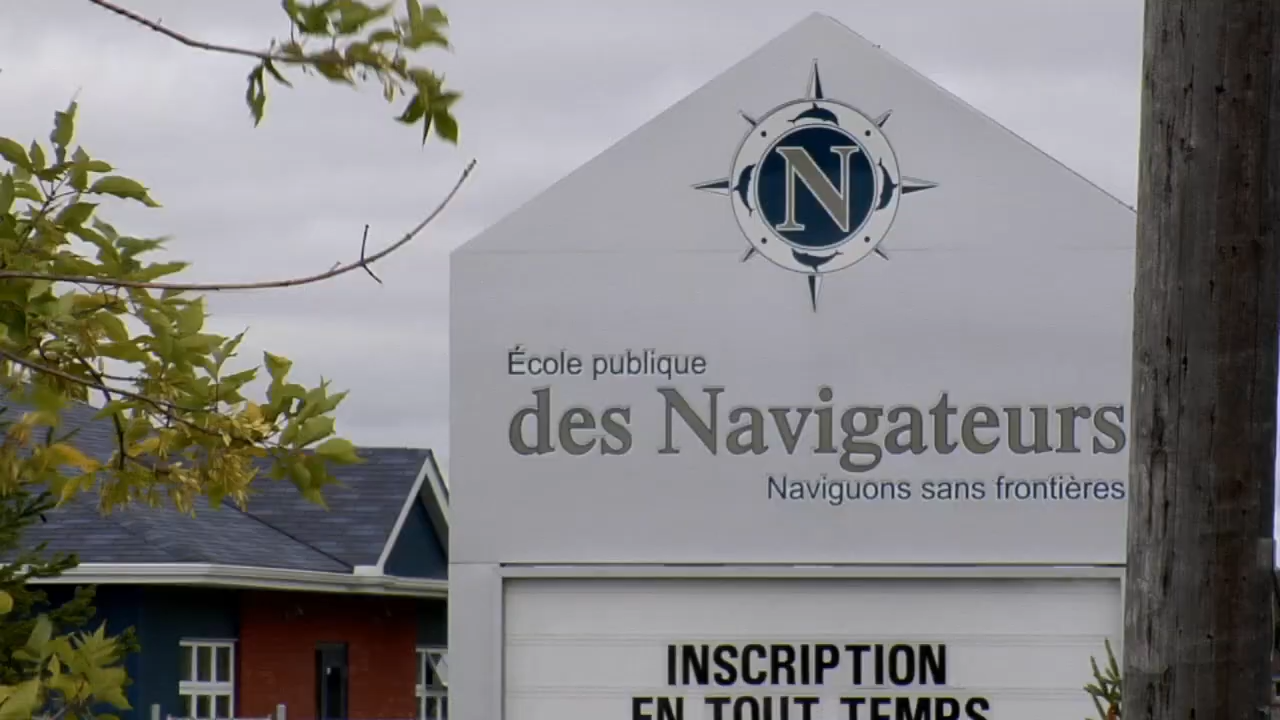 N
École publique
des Navigateurs
Naviguons sans frontières
INSCRIPTION
EN TOUT TEMPS